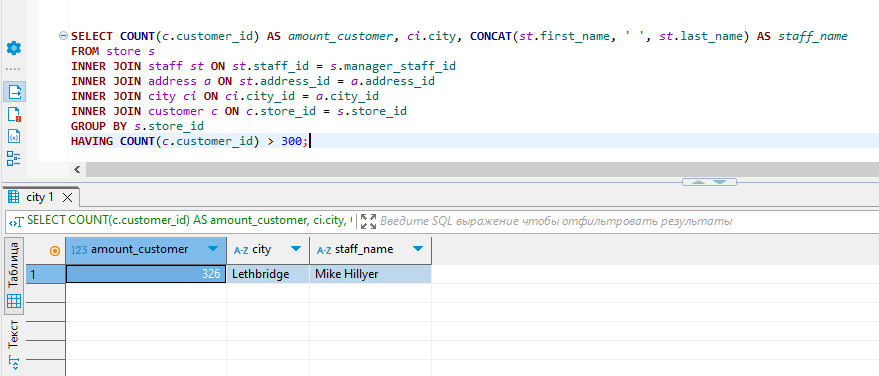 SELECT COUNT(c.customer_id) AS amount_customer, ci.city, CONCAT(st.first_name, ' ', st.last_name) AS staff_name
FROM store s
INNER JOIN staff st ON st.staff_id = s.manager_staff_id
INNER JOIN address a ON st.address_id = a.address_id
INNER JOIN city ci ON ci.city_id = a.city_id
INNER JOIN customer c ON c.store_id = s.store_id
GROUP BY s.store_id
HAVING COUNT(c.customer_id) > 300;
city 1
SELECT COUNT(c.customer_id) AS amount_customer, ci.city,
Введите SQL выражение чтобы отфильтровать результаты
Таблица
Текст
123 amount_customer A-Z city A-Z staff_name
1 326 Lethbridge Mike Hillyer